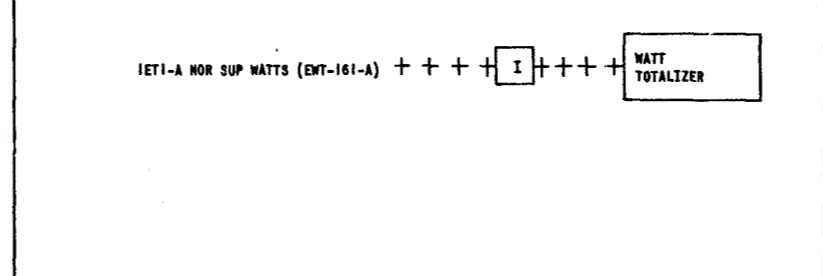 1ET1-A NOR SUP WATTS (EWT-161-A) + + + + I + + + + WATT
TOTALIZER